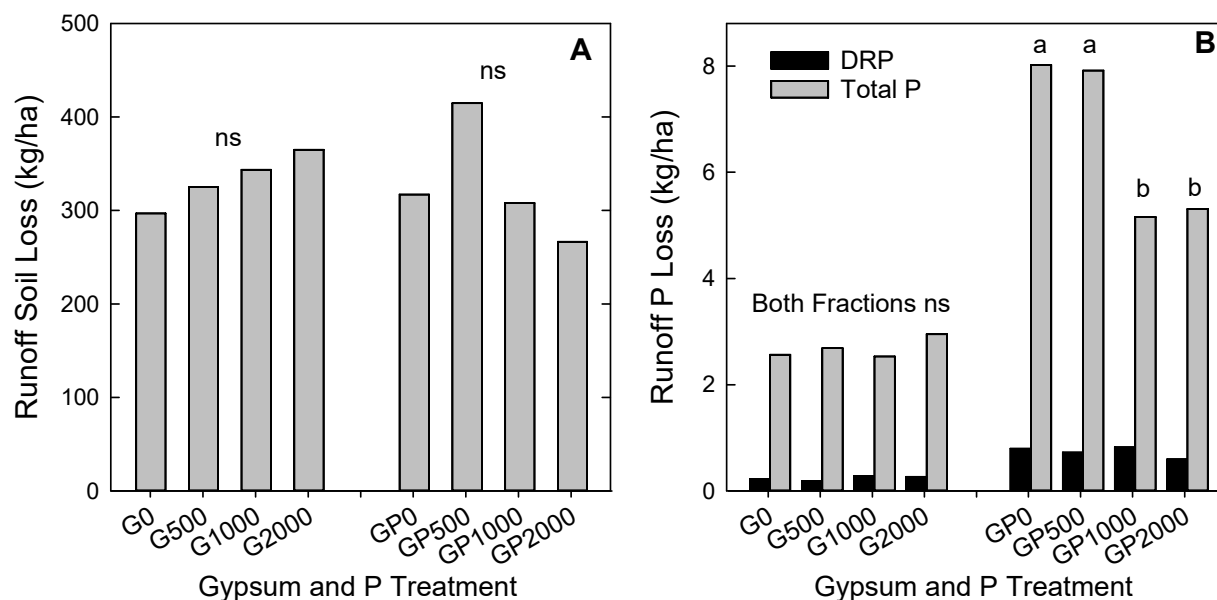 A
500
400
300
200
100
0
Runoff Soil Loss (kg/ha)
ns
ns
G0
G500
G1000
G2000
GP0
GP500
GP1000
GP2000
Gypsum and P Treatment
B
8
6
4
2
0
Runoff P Loss (kg/ha)
DRP
Total P
a
a
b
b
Both Fractions ns
G0
G500
G1000
G2000
GP0
GP500
GP1000
GP2000
Gypsum and P Treatment